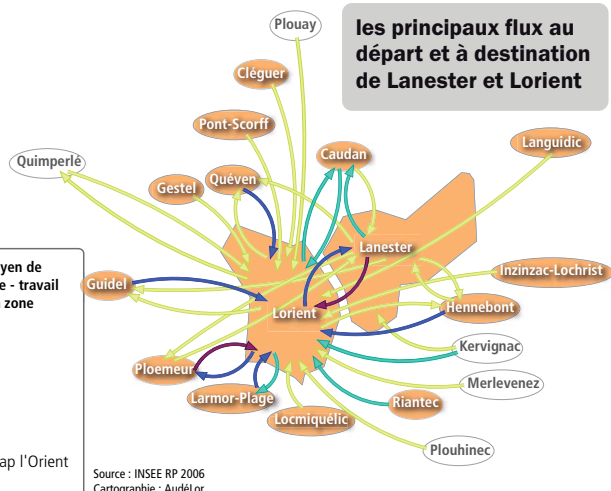 les principaux flux au
départ et à destination
de Lanester et Lorient
Plouay
Cléguer
Pont-Scorff
Caudan
Languidic
Quimperlé
Gestel
Quéven
Lanester
Inzinzac-Lochrist
Guidel
Lorient
Hennebont
Kervignac
Ploemeur
Merlevenez
Larmor-Plage
Riantec
Locmiquélic
Plouhinec
yen de
e - travail
zone
ap l'Orient
Source : INSEE RP 2006
Cartographie : AudéLor